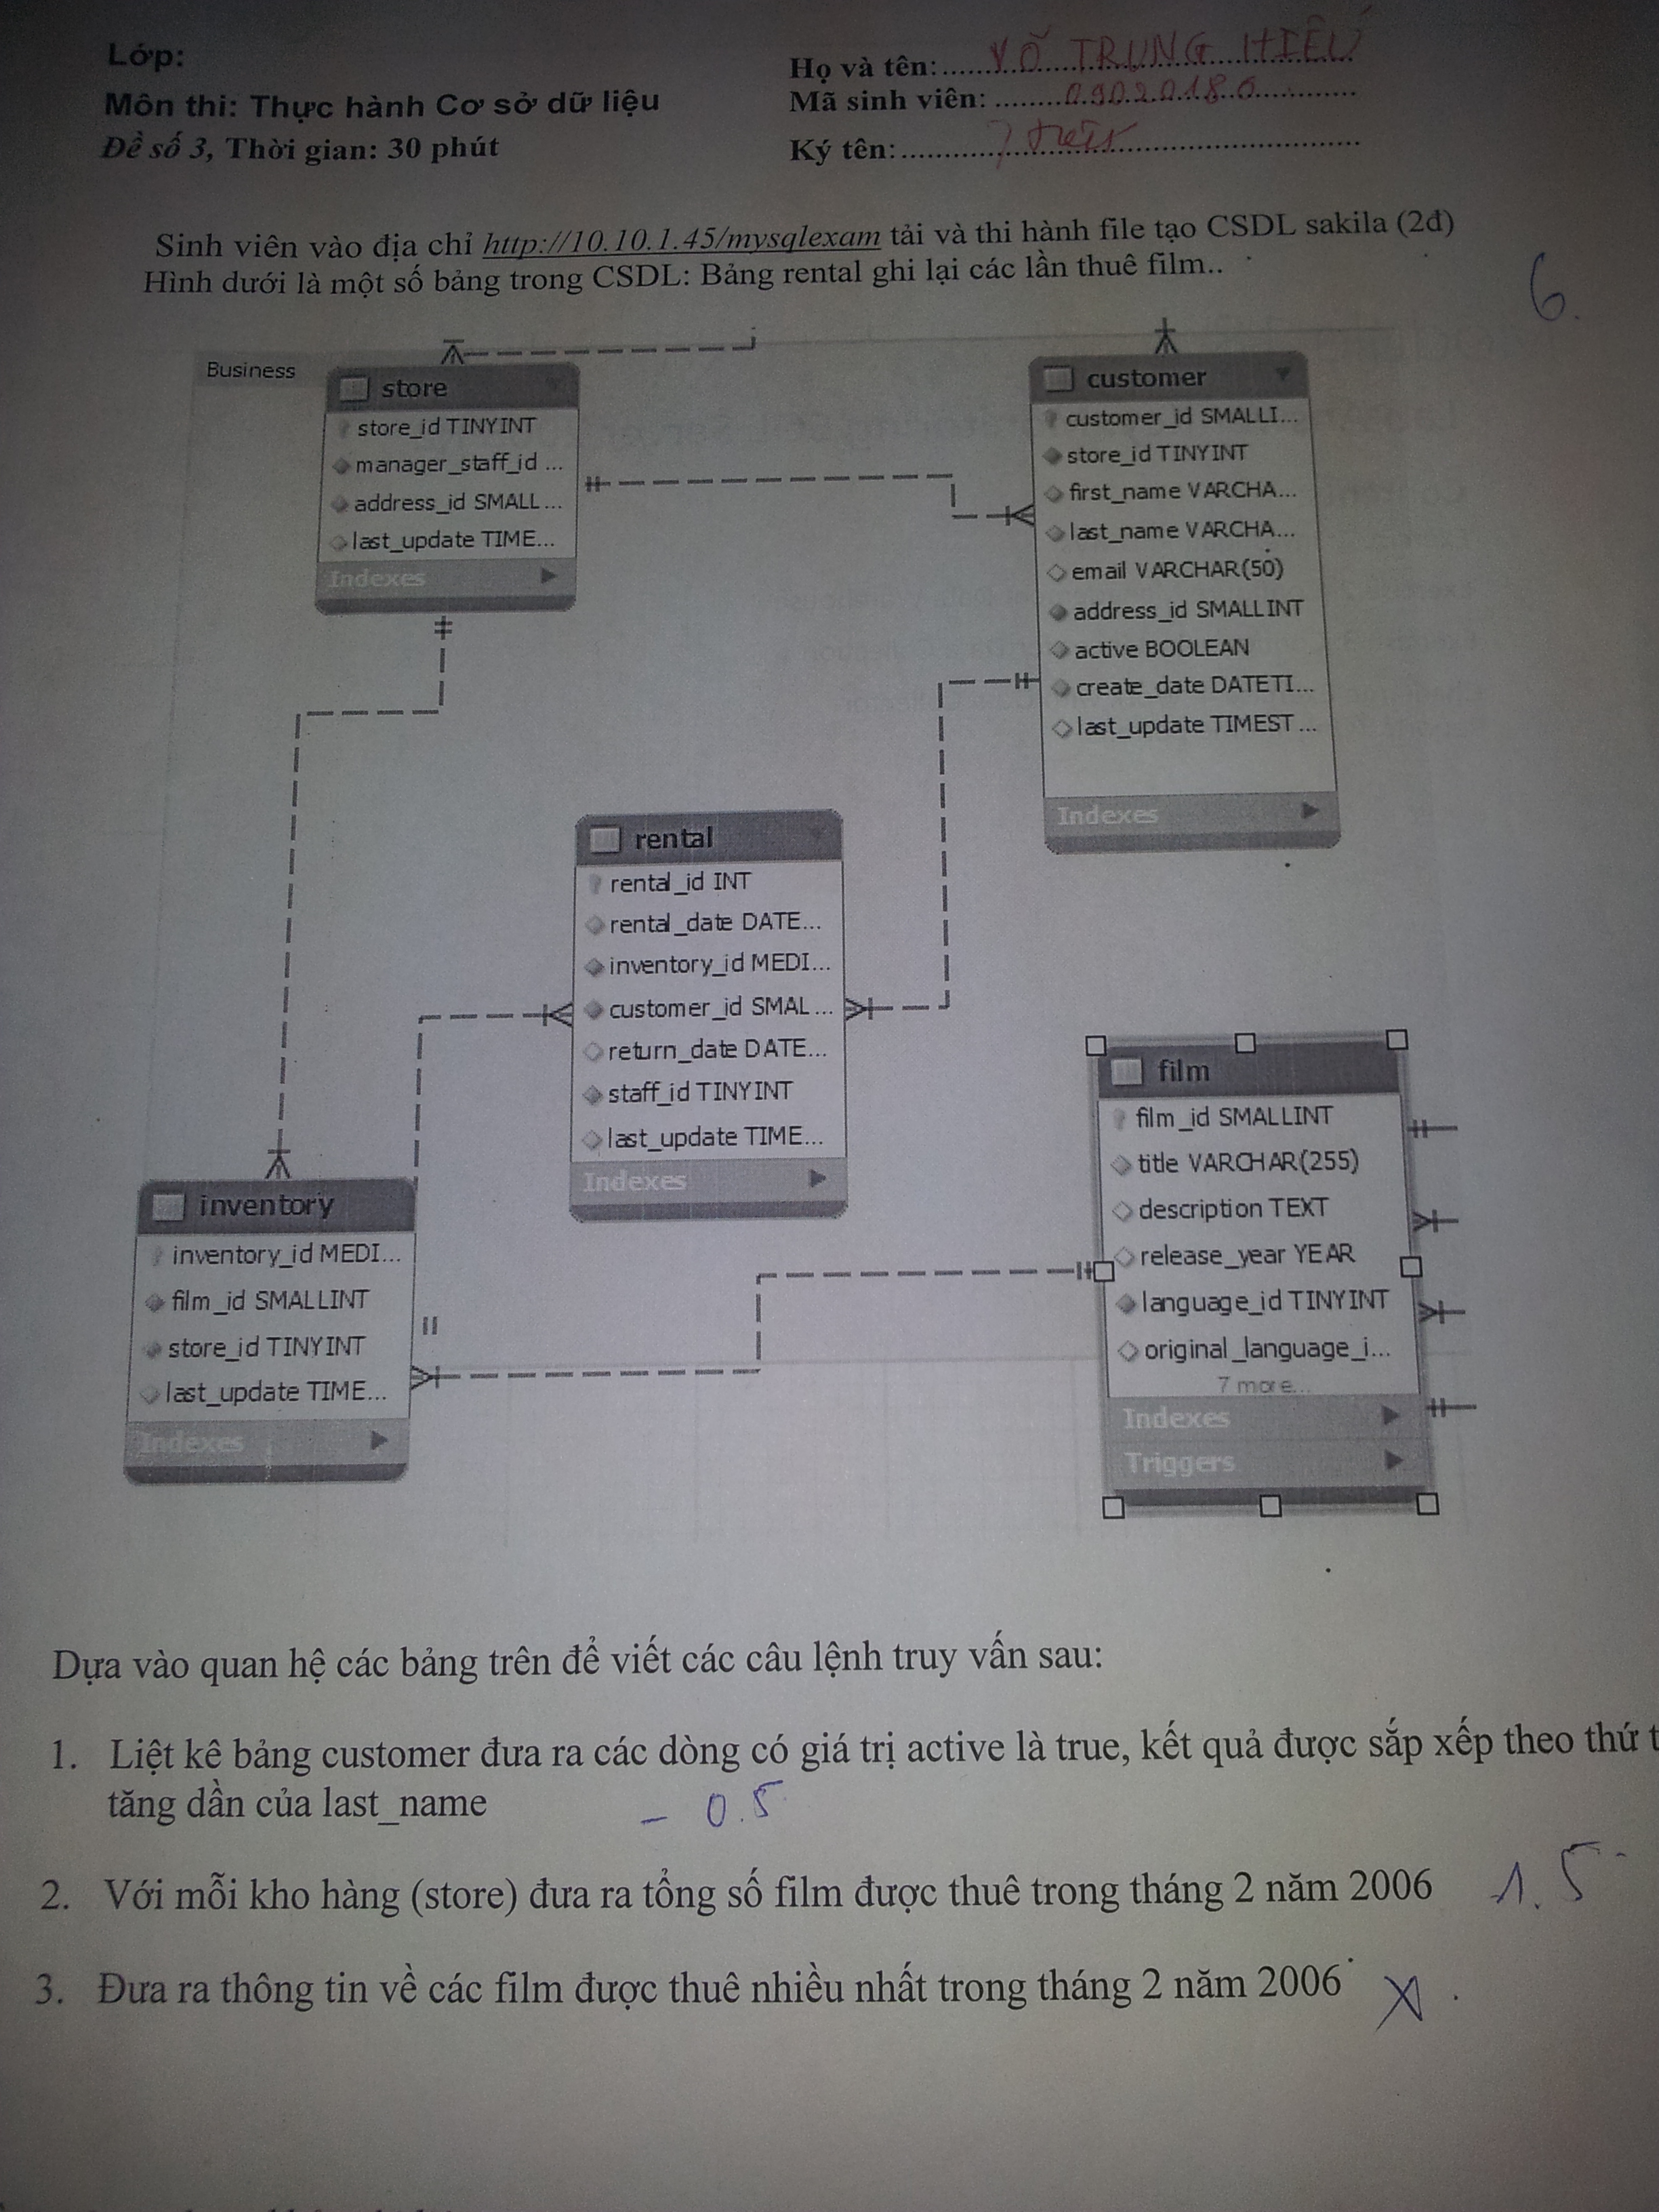 Lớp:
Họ và tên: VÕ TRUNG HIẾU
Môn thi: Thực hành Cơ sở dữ liệu
Mã sinh viên: 09020180
Đề số 3, Thời gian: 30 phút
Ký tên:
Sinh viên vào địa chỉ http://10.10.1.45/mysqlexam tải và thi hành file tạo CSDL sakila (2đ)
Hình dưới là một số bảng trong CSDL: Bảng rental ghi lại các lần thuê film..
6.
Business
store
store_id TINYINT
manager_staff_id ...
address_id SMALL ...
last_update TIME...
Indexes
customer
customer_id SMALLI...
store_id TINYINT
first_name VARCHA...
last_name VARCHA...
email VARCHAR(50)
address_id SMALLINT
active BOOLEAN
create_date DATETI...
last_update TIMEST ...
Indexes
rental
rental_id INT
rental_date DATE...
inventory_id MEDI...
customer_id SMAL ...
return_date DATE...
staff_id TINYINT
last_update TIME...
Indexes
inventory
inventory_id MEDI...
film_id SMALLINT
store_id TINYINT
last_update TIME...
Indexes
film
film_id SMALLINT
title VARCHAR(255)
description TEXT
release_year YEAR
language_id TINYINT
original_language_i...
7 more...
Indexes
Triggers
Dựa vào quan hệ các bảng trên để viết các câu lệnh truy vấn sau:
1. Liệt kê bảng customer đưa ra các dòng có giá trị active là true, kết quả được sắp xếp theo thứ t
tăng dần của last_name
- 0.5
2. Với mỗi kho hàng (store) đưa ra tổng số film được thuê trong tháng 2 năm 2006
1.5
3. Đưa ra thông tin về các film được thuê nhiều nhất trong tháng 2 năm 2006